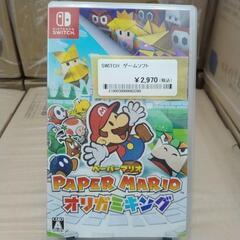 NINTENDO
SWITCH
SWITCH ゲームソフト
¥2,970(税込)
ペーパーマリオ
PAPER MARIO
オリガミキング
A